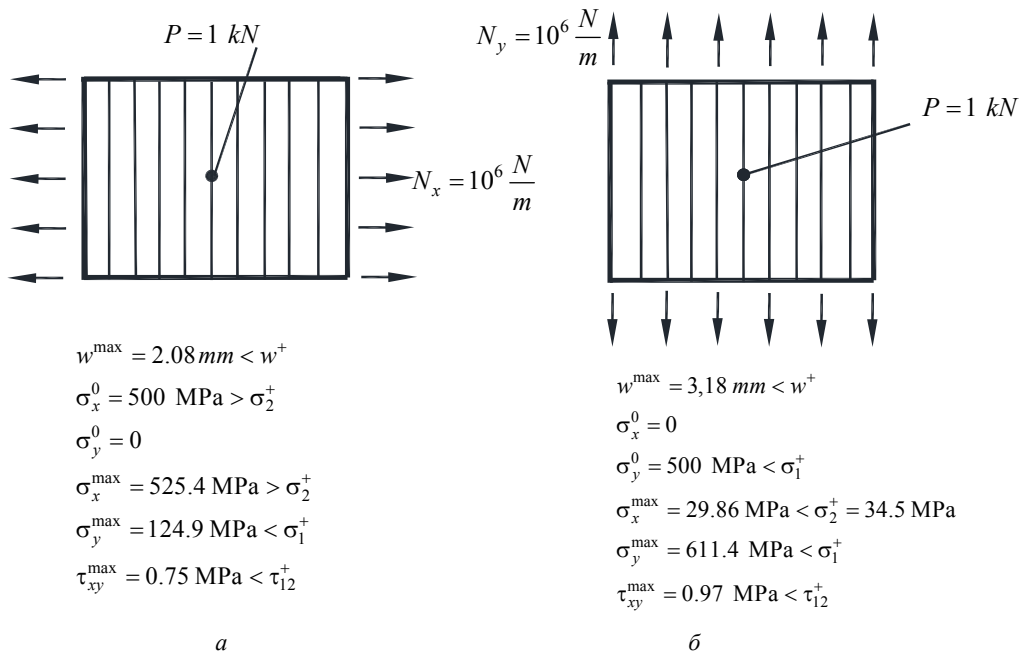 P = 1 kN
N_x = 10^6 N/m
w^max = 2.08 mm < w^+
σ_x^0 = 500 MPa > σ_2^+
σ_y^0 = 0
σ_x^max = 525.4 MPa > σ_2^+
σ_y^max = 124.9 MPa < σ_1^+
τ_xy^max = 0.75 MPa < τ_12^+
а
N_y = 10^6 N/m
P = 1 kN
w^max = 3,18 mm < w^+
σ_x^0 = 0
σ_y^0 = 500 MPa < σ_1^+
σ_x^max = 29.86 MPa < σ_2^+ = 34.5 MPa
σ_y^max = 611.4 MPa < σ_1^+
τ_xy^max = 0.97 MPa < τ_12^+
б